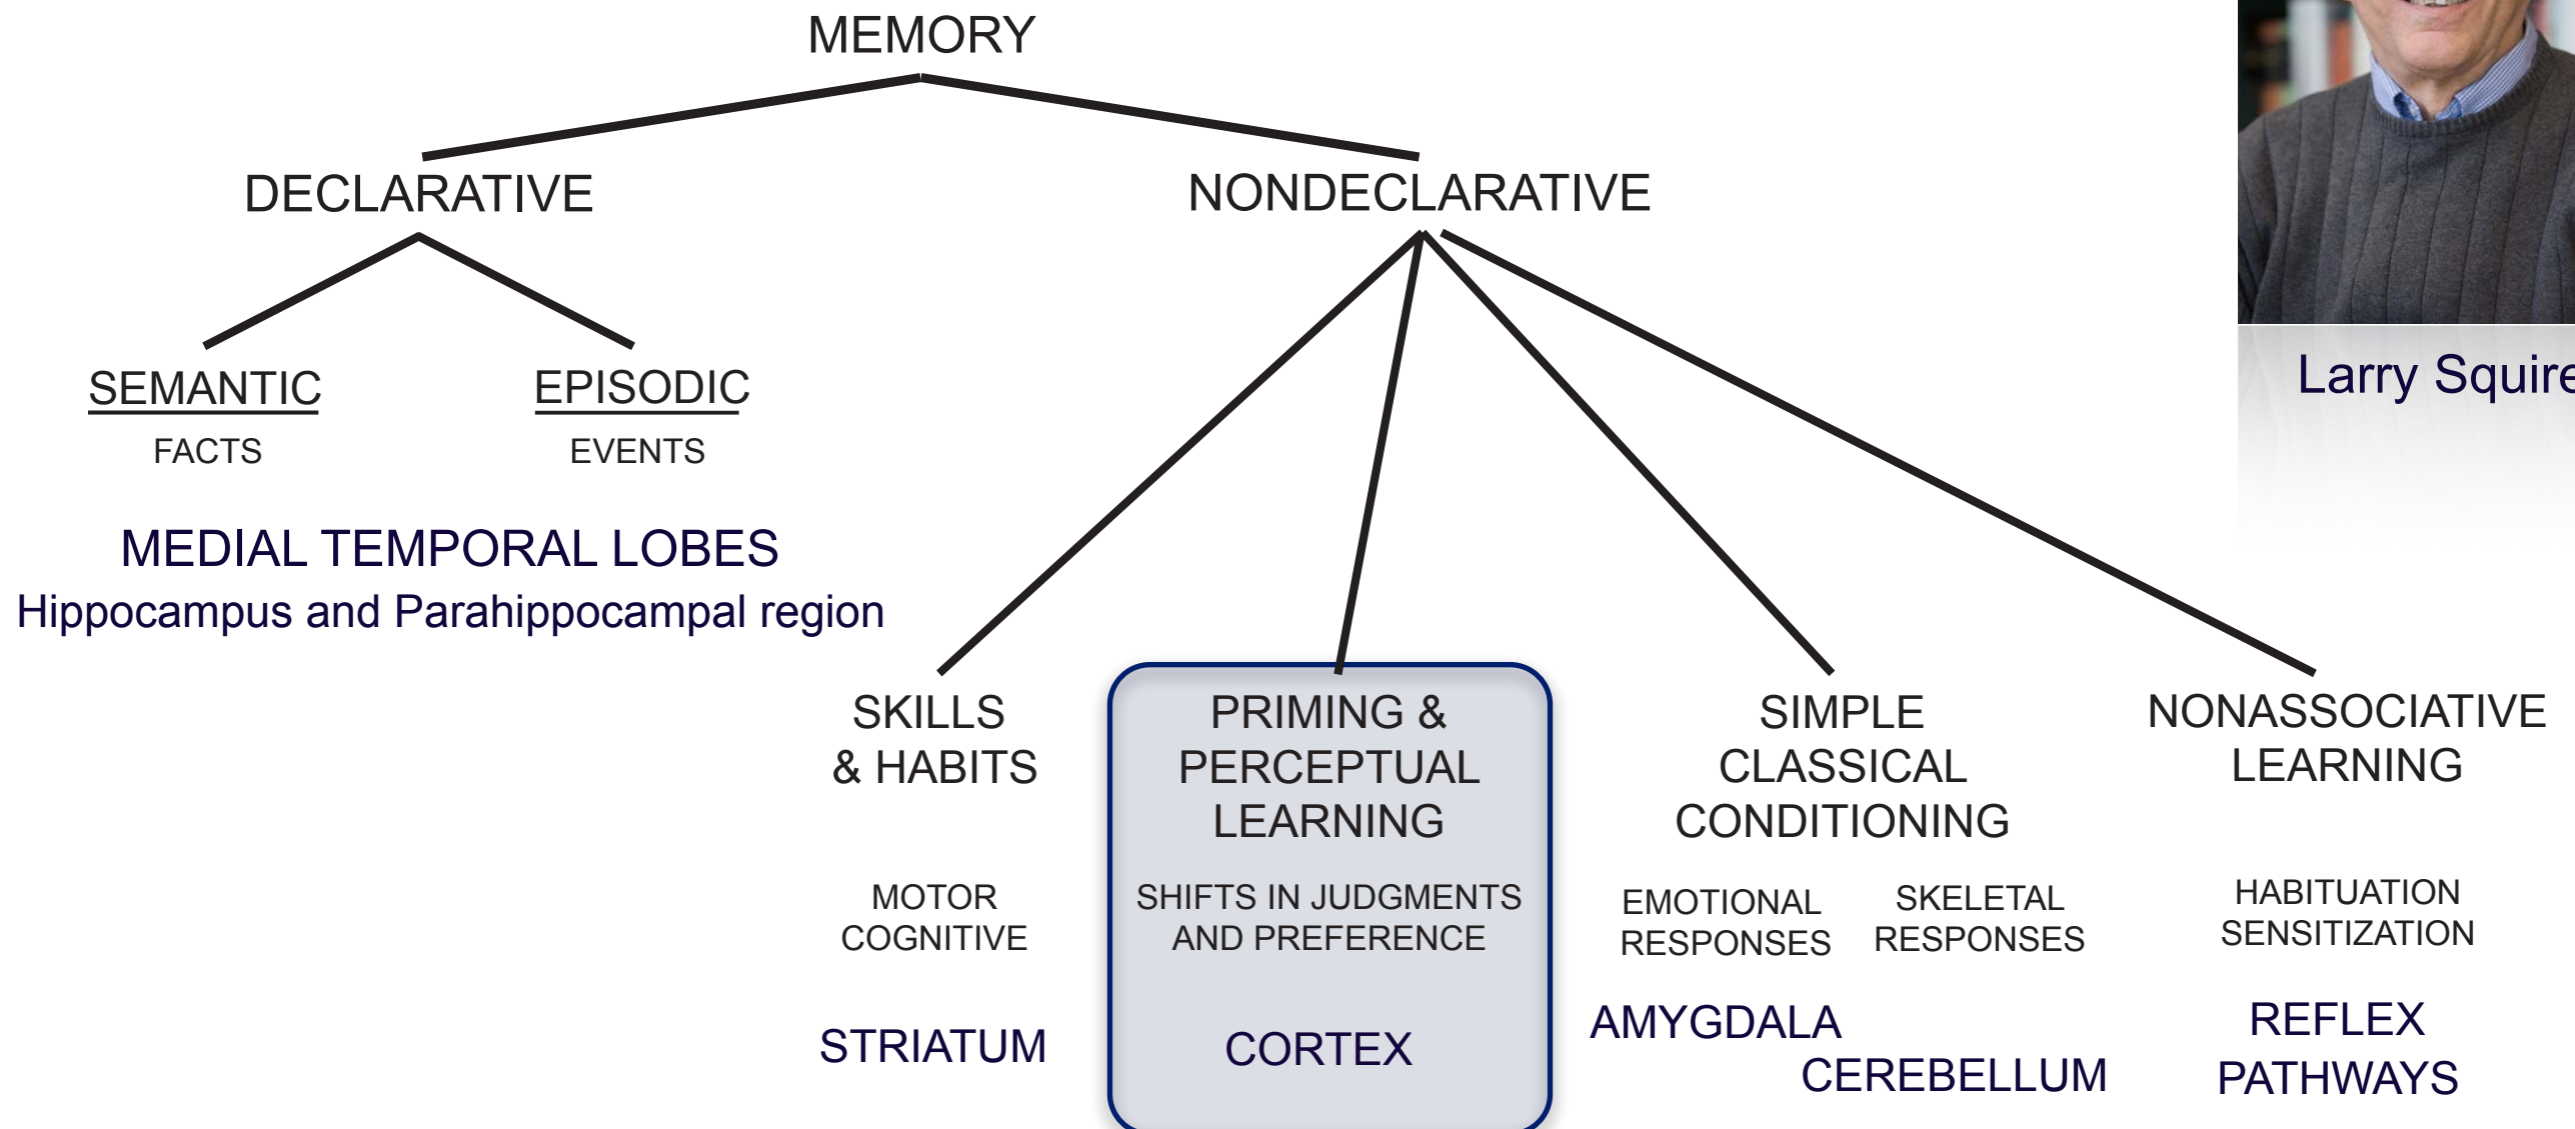 MEMORY
DECLARATIVE
NONDECLARATIVE
SEMANTIC
EPISODIC
FACTS
EVENTS
MEDIAL TEMPORAL LOBES
Hippocampus and Parahippocampal region
Larry Squire
SKILLS
& HABITS
MOTOR
COGNITIVE
STRIATUM
PRIMING &
PERCEPTUAL
LEARNING
SHIFTS IN JUDGMENTS
AND PREFERENCE
CORTEX
SIMPLE
CLASSICAL
CONDITIONING
EMOTIONAL
RESPONSES
SKELETAL
RESPONSES
AMYGDALA
CEREBELLUM
NONASSOCIATIVE
LEARNING
HABITUATION
SENSITIZATION
REFLEX
PATHWAYS